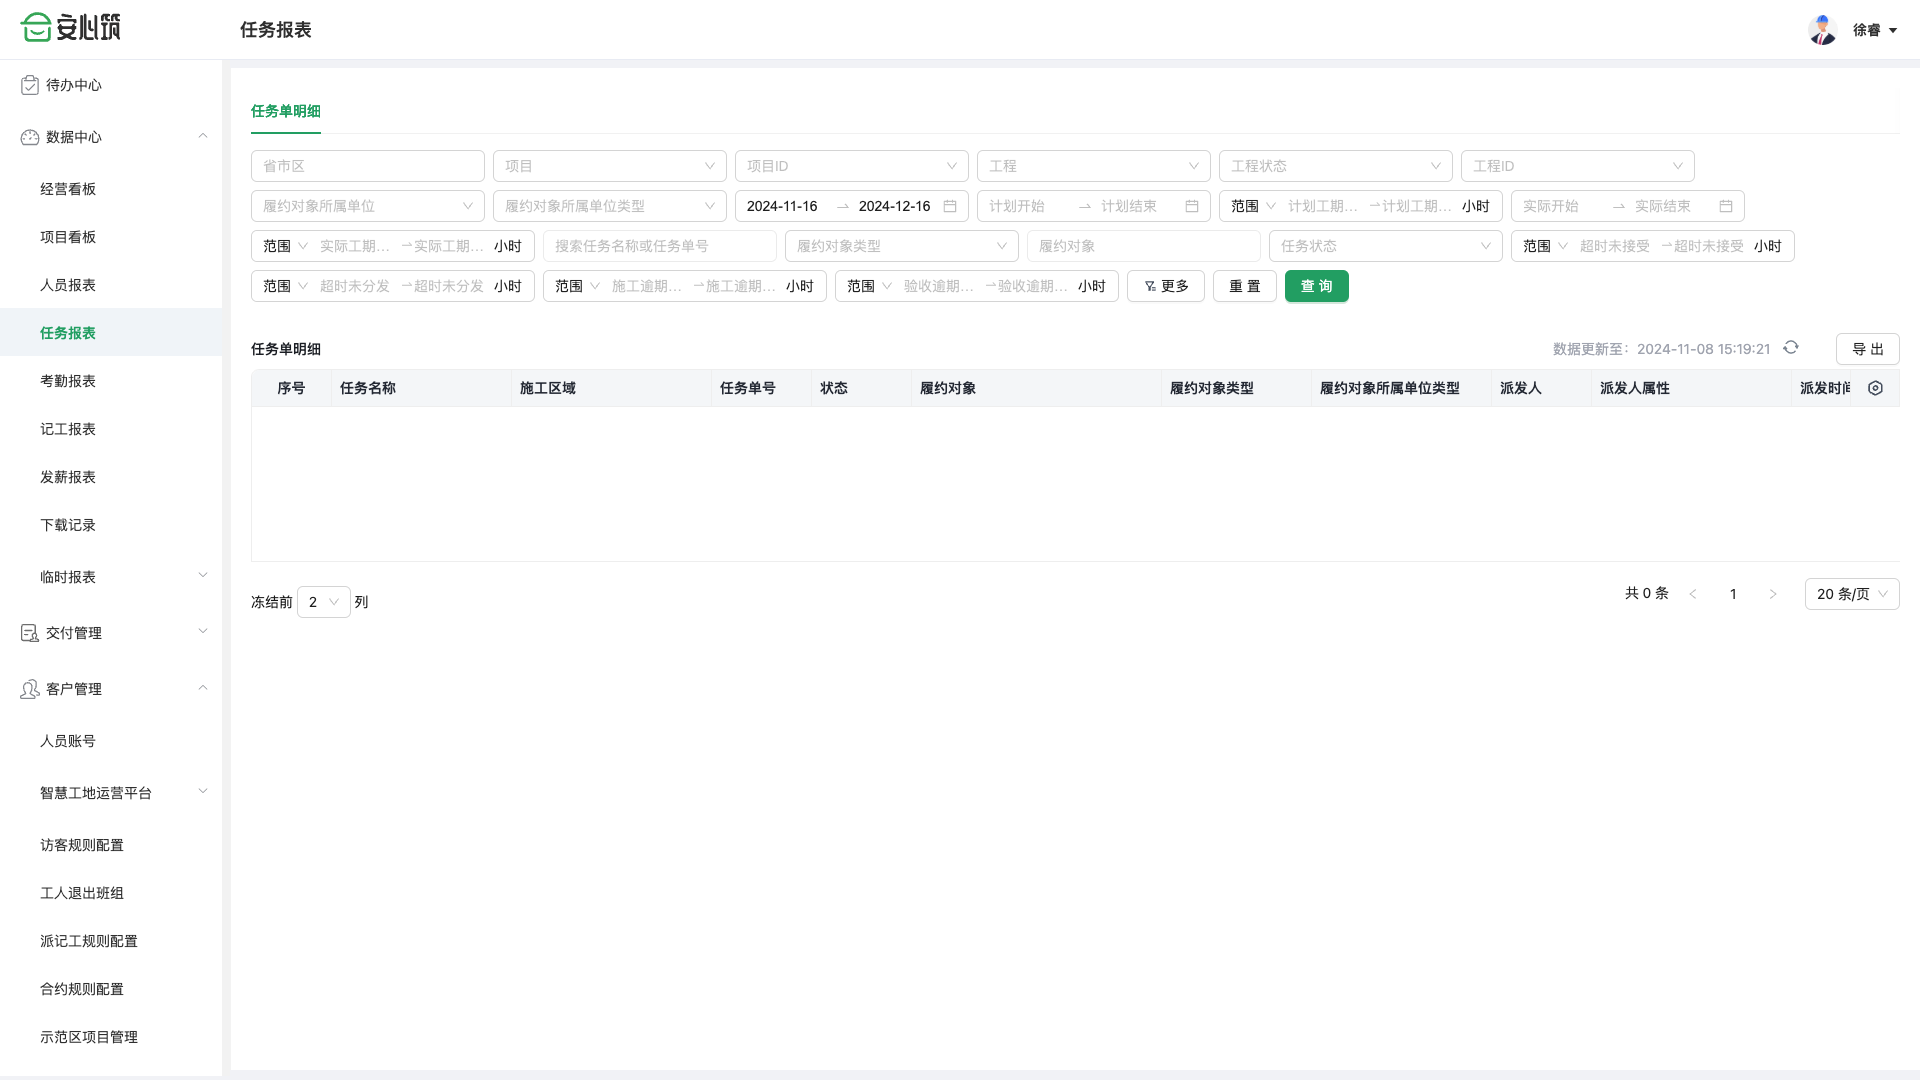 安心筑
任务报表
徐睿
待办中心
数据中心
经营看板
项目看板
人员报表
任务报表
考勤报表
记工报表
发薪报表
下载记录
临时报表
交付管理
客户管理
人员账号
智慧工地运营平台
访客规则配置
工人退出班组
派记工规则配置
合约规则配置
示范区项目管理
任务单明细
省市区 项目 项目ID 工程 工程状态 工程ID
履约对象所属单位 履约对象所属单位类型 2024-11-16 → 2024-12-16 计划开始 → 计划结束 范围 计划工期... → 计划工期... 小时 实际开始 → 实际结束
范围 实际工期... → 实际工期... 小时 搜索任务名称或任务单号 履约对象类型 履约对象 任务状态 范围 超时未接受 → 超时未接受 小时
范围 超时未分发 → 超时未分发 小时 范围 施工逾期... → 施工逾期... 小时 范围 验收逾期... → 验收逾期... 小时 更多 重置 查询
任务单明细 数据更新至：2024-11-08 15:19:21 导出
序号 任务名称 施工区域 任务单号 状态 履约对象 履约对象类型 履约对象所属单位类型 派发人 派发人属性 派发时间
冻结前 2 列 共 0 条 < 1 > 20 条/页